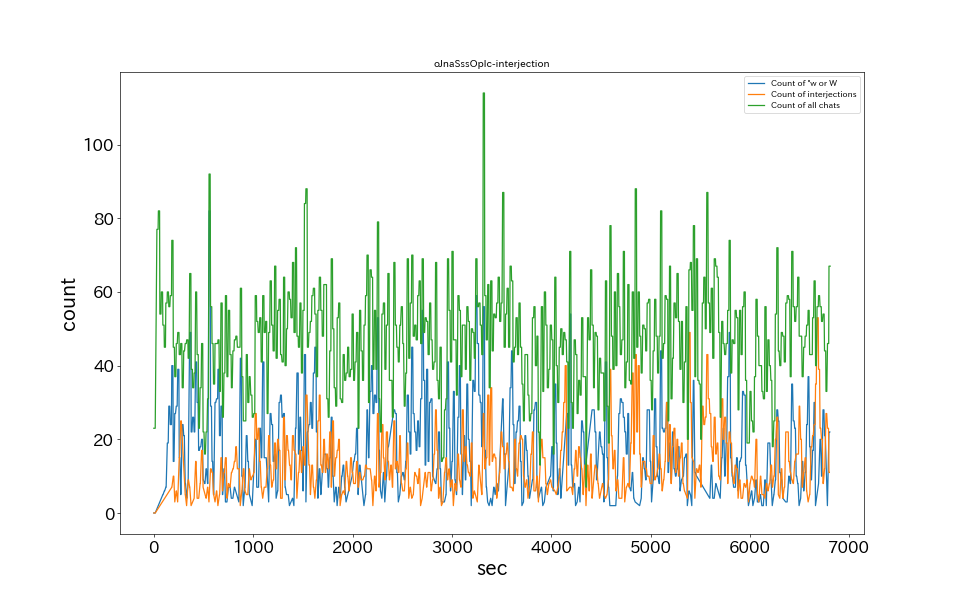 oJnaSssOpIc-interjection
Count of "w or W
Count of interjections
Count of all chats
count
100
80
60
40
20
0
0 1000 2000 3000 4000 5000 6000 7000
sec